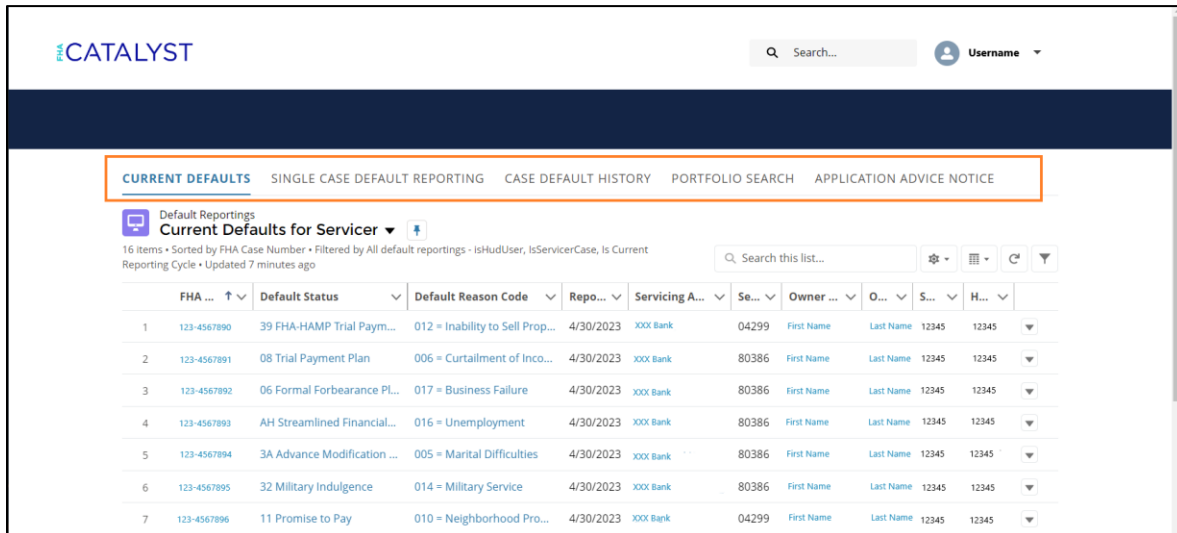 FHA CATALYST
Search...
Username
CURRENT DEFAULTS SINGLE CASE DEFAULT REPORTING CASE DEFAULT HISTORY PORTFOLIO SEARCH APPLICATION ADVICE NOTICE
Default Reportings
Current Defaults for Servicer
16 items • Sorted by FHA Case Number • Filtered by All default reportings - isHudUser, IsServicerCase, Is Current
Reporting Cycle • Updated 7 minutes ago
Search this list...
FHA ... Default Status Default Reason Code Repo... Servicing A... Se... Owner ... O... S... H...
1 123-4567890 39 FHA-HAMP Trial Paym... 012 = Inability to Sell Prop... 4/30/2023 XXX Bank 04299 First Name Last Name 12345 12345
2 123-4567891 08 Trial Payment Plan 006 = Curtailment of Inco... 4/30/2023 XXX Bank 80386 First Name Last Name 12345 12345
3 123-4567892 06 Formal Forbearance Pl... 017 = Business Failure 4/30/2023 XXX Bank 80386 First Name Last Name 12345 12345
4 123-4567893 AH Streamlined Financial... 016 = Unemployment 4/30/2023 XXX Bank 80386 First Name Last Name 12345 12345
5 123-4567894 3A Advance Modification ... 005 = Marital Difficulties 4/30/2023 XXX Bank 80386 First Name Last Name 12345 12345
6 123-4567895 32 Military Indulgence 014 = Military Service 4/30/2023 XXX Bank 80386 First Name Last Name 12345 12345
7 123-4567896 11 Promise to Pay 010 = Neighborhood Pro... 4/30/2023 XXX Bank 04299 First Name Last Name 12345 12345